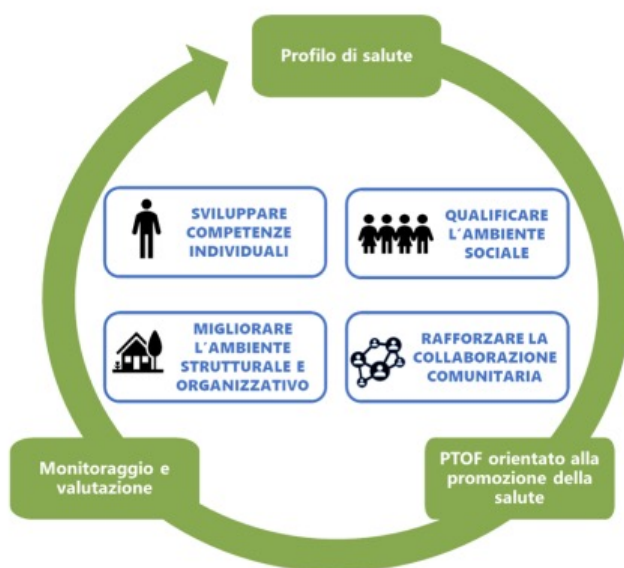 Profilo di salute
SVILUPPARE
COMPETENZE
INDIVIDUALI
QUALIFICARE
L´AMBIENTE
SOCIALE
MIGLIORARE
L´AMBIENTE
STRUTTURALE E
ORGANIZZATIVO
RAFFORZARE LA
COLLABORAZIONE
COMUNITARIA
Monitoraggio e
valutazione
PTOF orientato alla
promozione della
salute